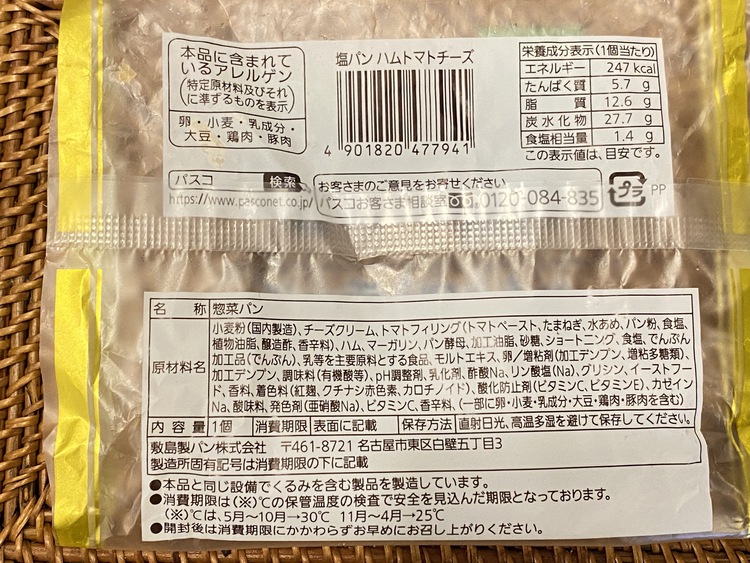 本品に含まれて
いるアレルゲン
(特定原材料及びそれ
に準ずるものを表示)
卵・小麦・乳成分・
大豆・鶏肉・豚肉
塩パン ハムトマトチーズ
4 901820 477941
栄養成分表示(1個当たり)
エネルギー 247 kcal
たんぱく質 5.7 g
脂質 12.6 g
炭水化物 27.7 g
食塩相当量 1.4 g
この表示値は、目安です。
パスコ 検索
https://www.pasconet.co.jp/
お客さまのご意見をお寄せください
パスコお客さま相談室 0120-084-835
プラ PP
名称 惣菜パン
原材料名 小麦粉(国内製造)、チーズクリーム、トマトフィリング(トマトペースト、たまねぎ、水あめ、パン粉、食塩、
植物油脂、醸造酢、香辛料)、ハム、マーガリン、パン酵母、加工油脂、砂糖、ショートニング、食塩、でんぷん
加工品(でんぷん)、乳等を主要原料とする食品、モルトエキス、卵/増粘剤(加工デンプン、増粘多糖類)、
加工デンプン、調味料(有機酸等)、pH調整剤、乳化剤、酢酸Na、リン酸塩(Na)、グリシン、イーストフー
ド、香料、着色料(紅麹、クチナシ赤色素、カロチノイド)、酸化防止剤(ビタミンC、ビタミンE)、カゼイン
Na、酸味料、発色剤(亜硝酸Na)、ビタミンC、香辛料、(一部に卵・小麦・乳成分・大豆・鶏肉・豚肉を含む)
内容量 1個 消費期限 表面に記載 保存方法 直射日光、高温多湿を避けて保存してください。
敷島製パン株式会社 〒461-8721 名古屋市東区白壁五丁目3
製造所固有記号は消費期限の下に記載
●本品と同じ設備でくるみを含む製品を製造しています。
●消費期限は(※)℃の保管温度の検査で安全を見込んだ期限となっております。
(※)℃は、5月~10月→30℃ 11月~4月→25℃
●開封後は消費期限にかかわらずお早めにお召し上がりください。